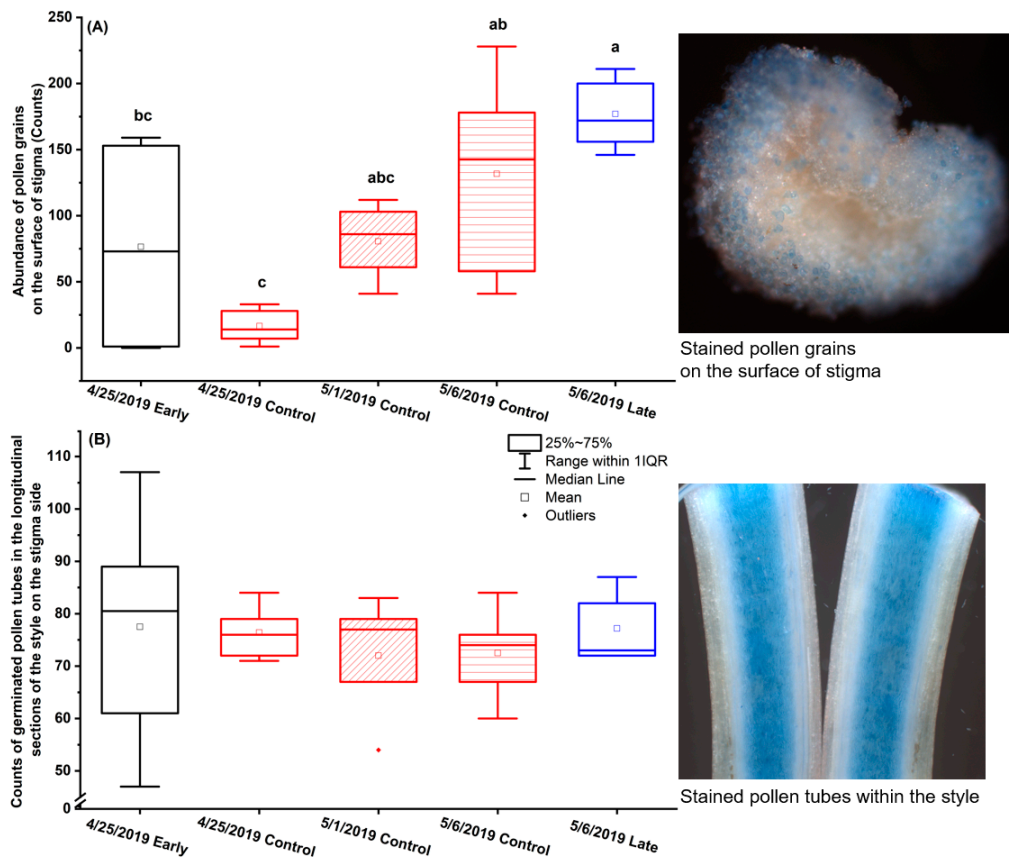 (A)
Abundance of pollen grains
on the surface of stigma (Counts)
250
200
150
100
50
0
bc
c
abc
ab
a
4/25/2019 Early
4/25/2019 Control
5/1/2019 Control
5/6/2019 Control
5/6/2019 Late
Stained pollen grains
on the surface of stigma
(B)
Counts of germinated pollen tubes in the longitudinal
sections of the style on the stigma side
110
100
90
80
70
60
50
0
25%~75%
Range within 1IQR
Median Line
Mean
Outliers
4/25/2019 Early
4/25/2019 Control
5/1/2019 Control
5/6/2019 Control
5/6/2019 Late
Stained pollen tubes within the style